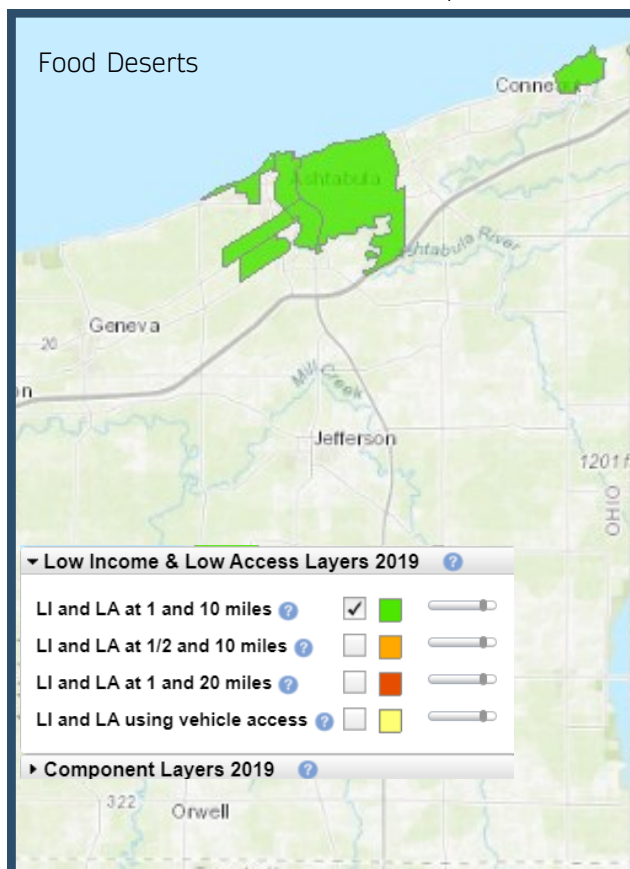 Food Deserts
Conneaut
Ashtabula
Ashtabula River
Geneva
20
Mill Creek
Jefferson
OHIO
Low Income & Low Access Layers 2019 ?
LI and LA at 1 and 10 miles ?
LI and LA at 1/2 and 10 miles ?
LI and LA at 1 and 20 miles ?
LI and LA using vehicle access ?
Component Layers 2019 ?
322
Orwell